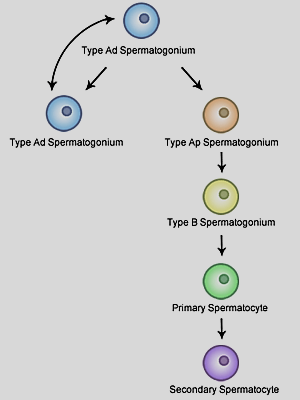 Type Ad Spermatogonium
Type Ad Spermatogonium
Type Ap Spermatogonium
Type B Spermatogonium
Primary Spermatocyte
Secondary Spermatocyte